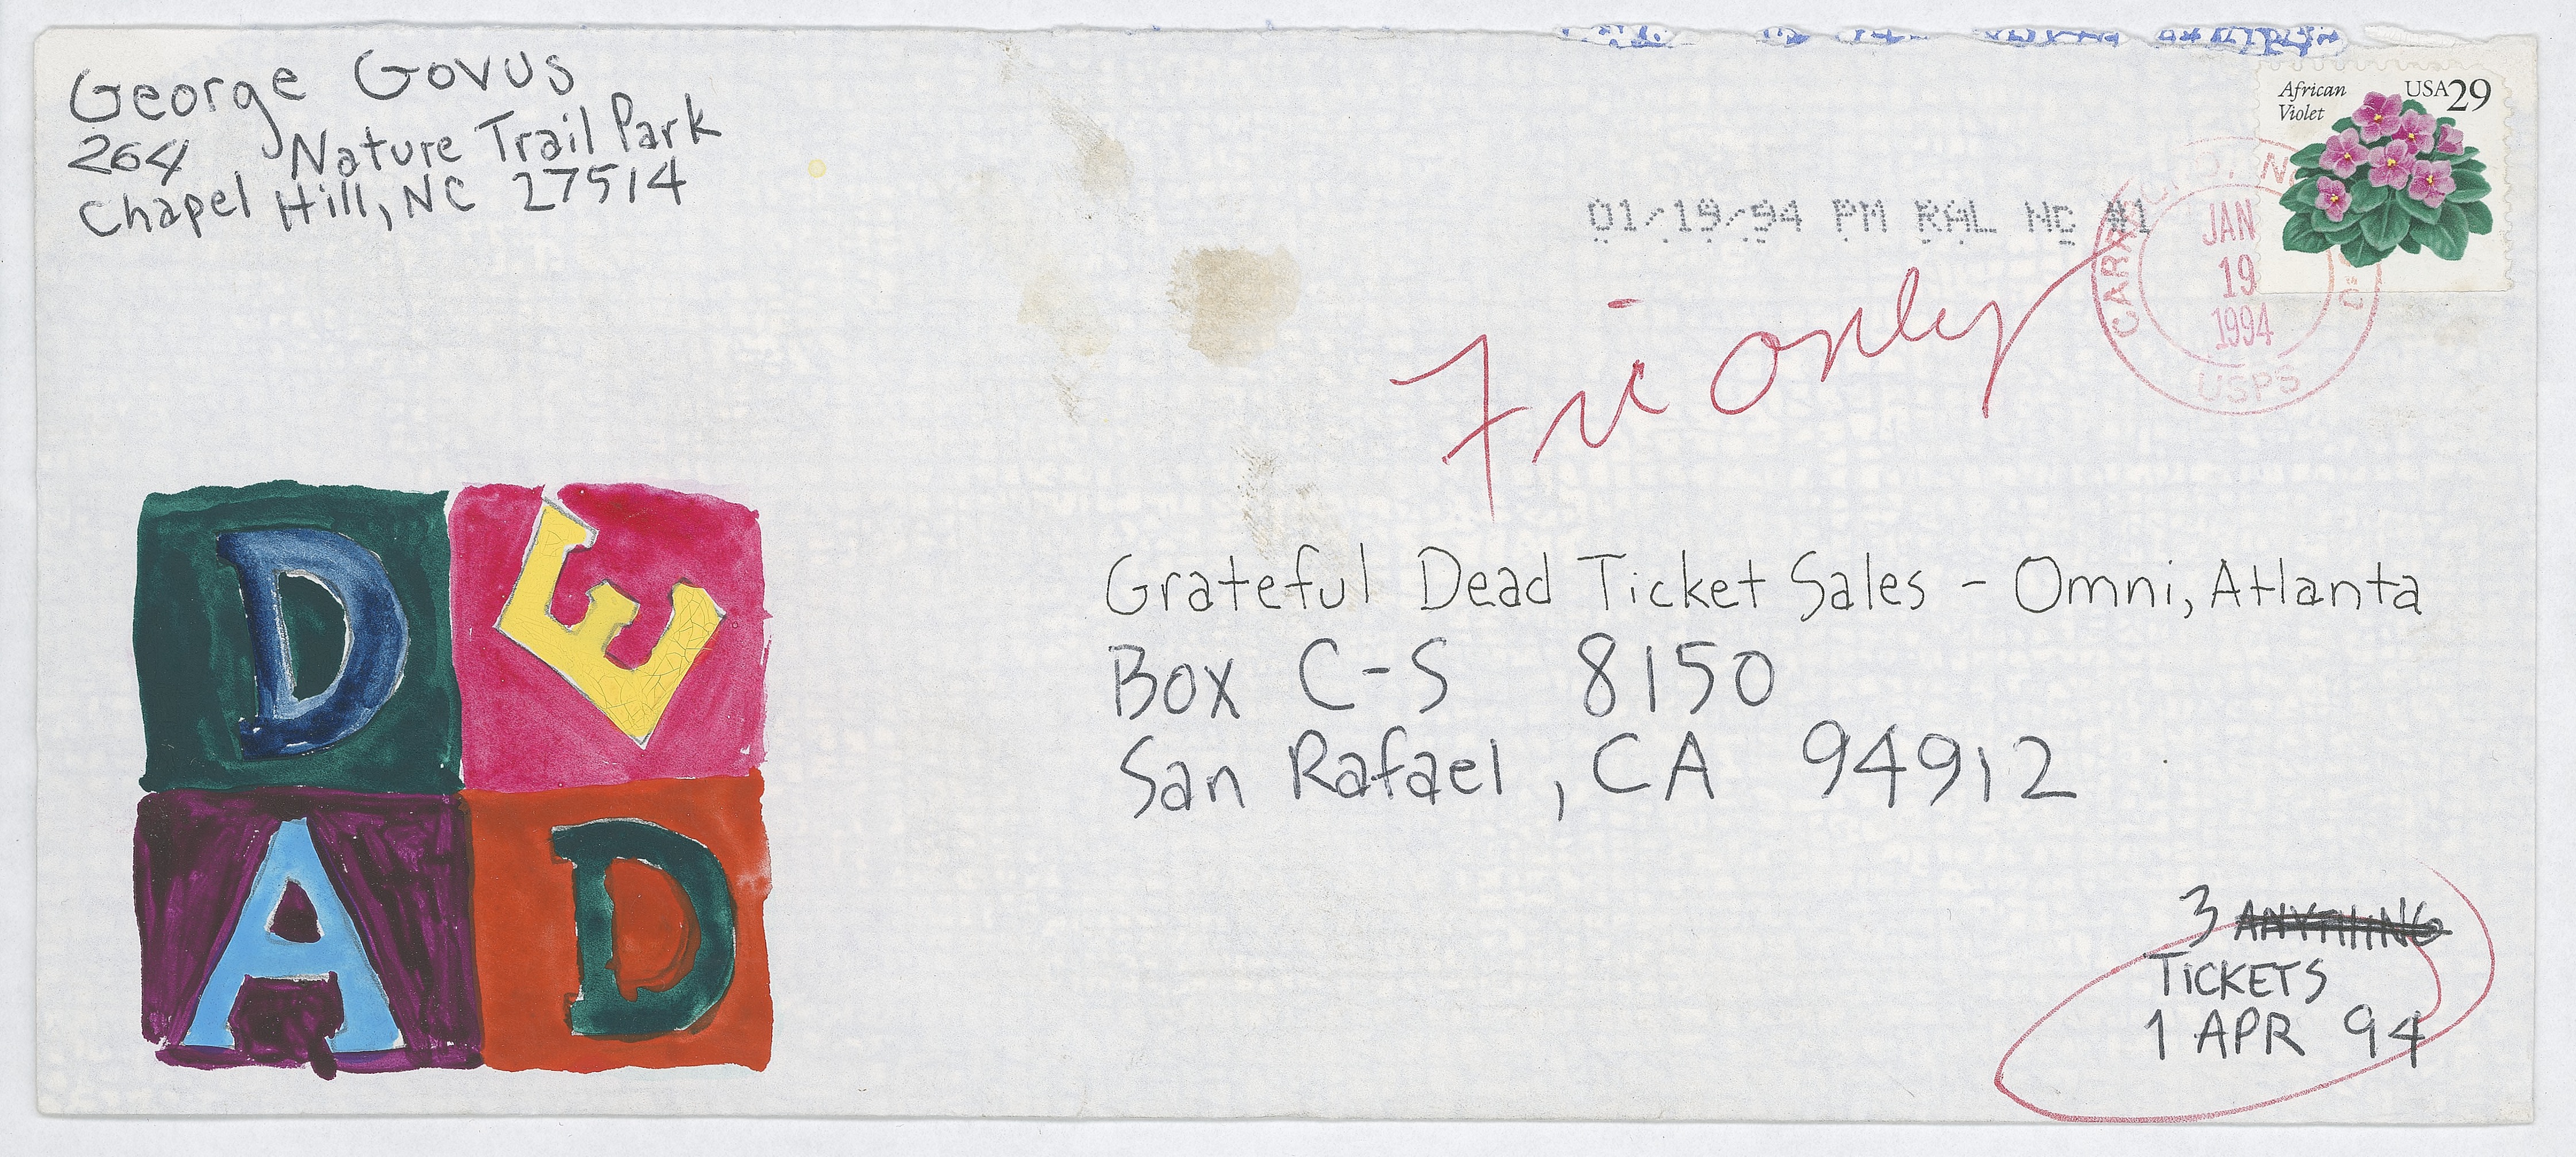 George Govus
264 Nature Trail Park
Chapel Hill, NC 27514
African
Violet
USA29
01/19/94 PM RAL NC #1
JAN
19
1994
USPS
Fri only
Grateful Dead Ticket Sales - Omni, Atlanta
Box C-S 8150
San Rafael, CA 94912
D E
A D
3 ANYTHING
TICKETS
1 APR 94